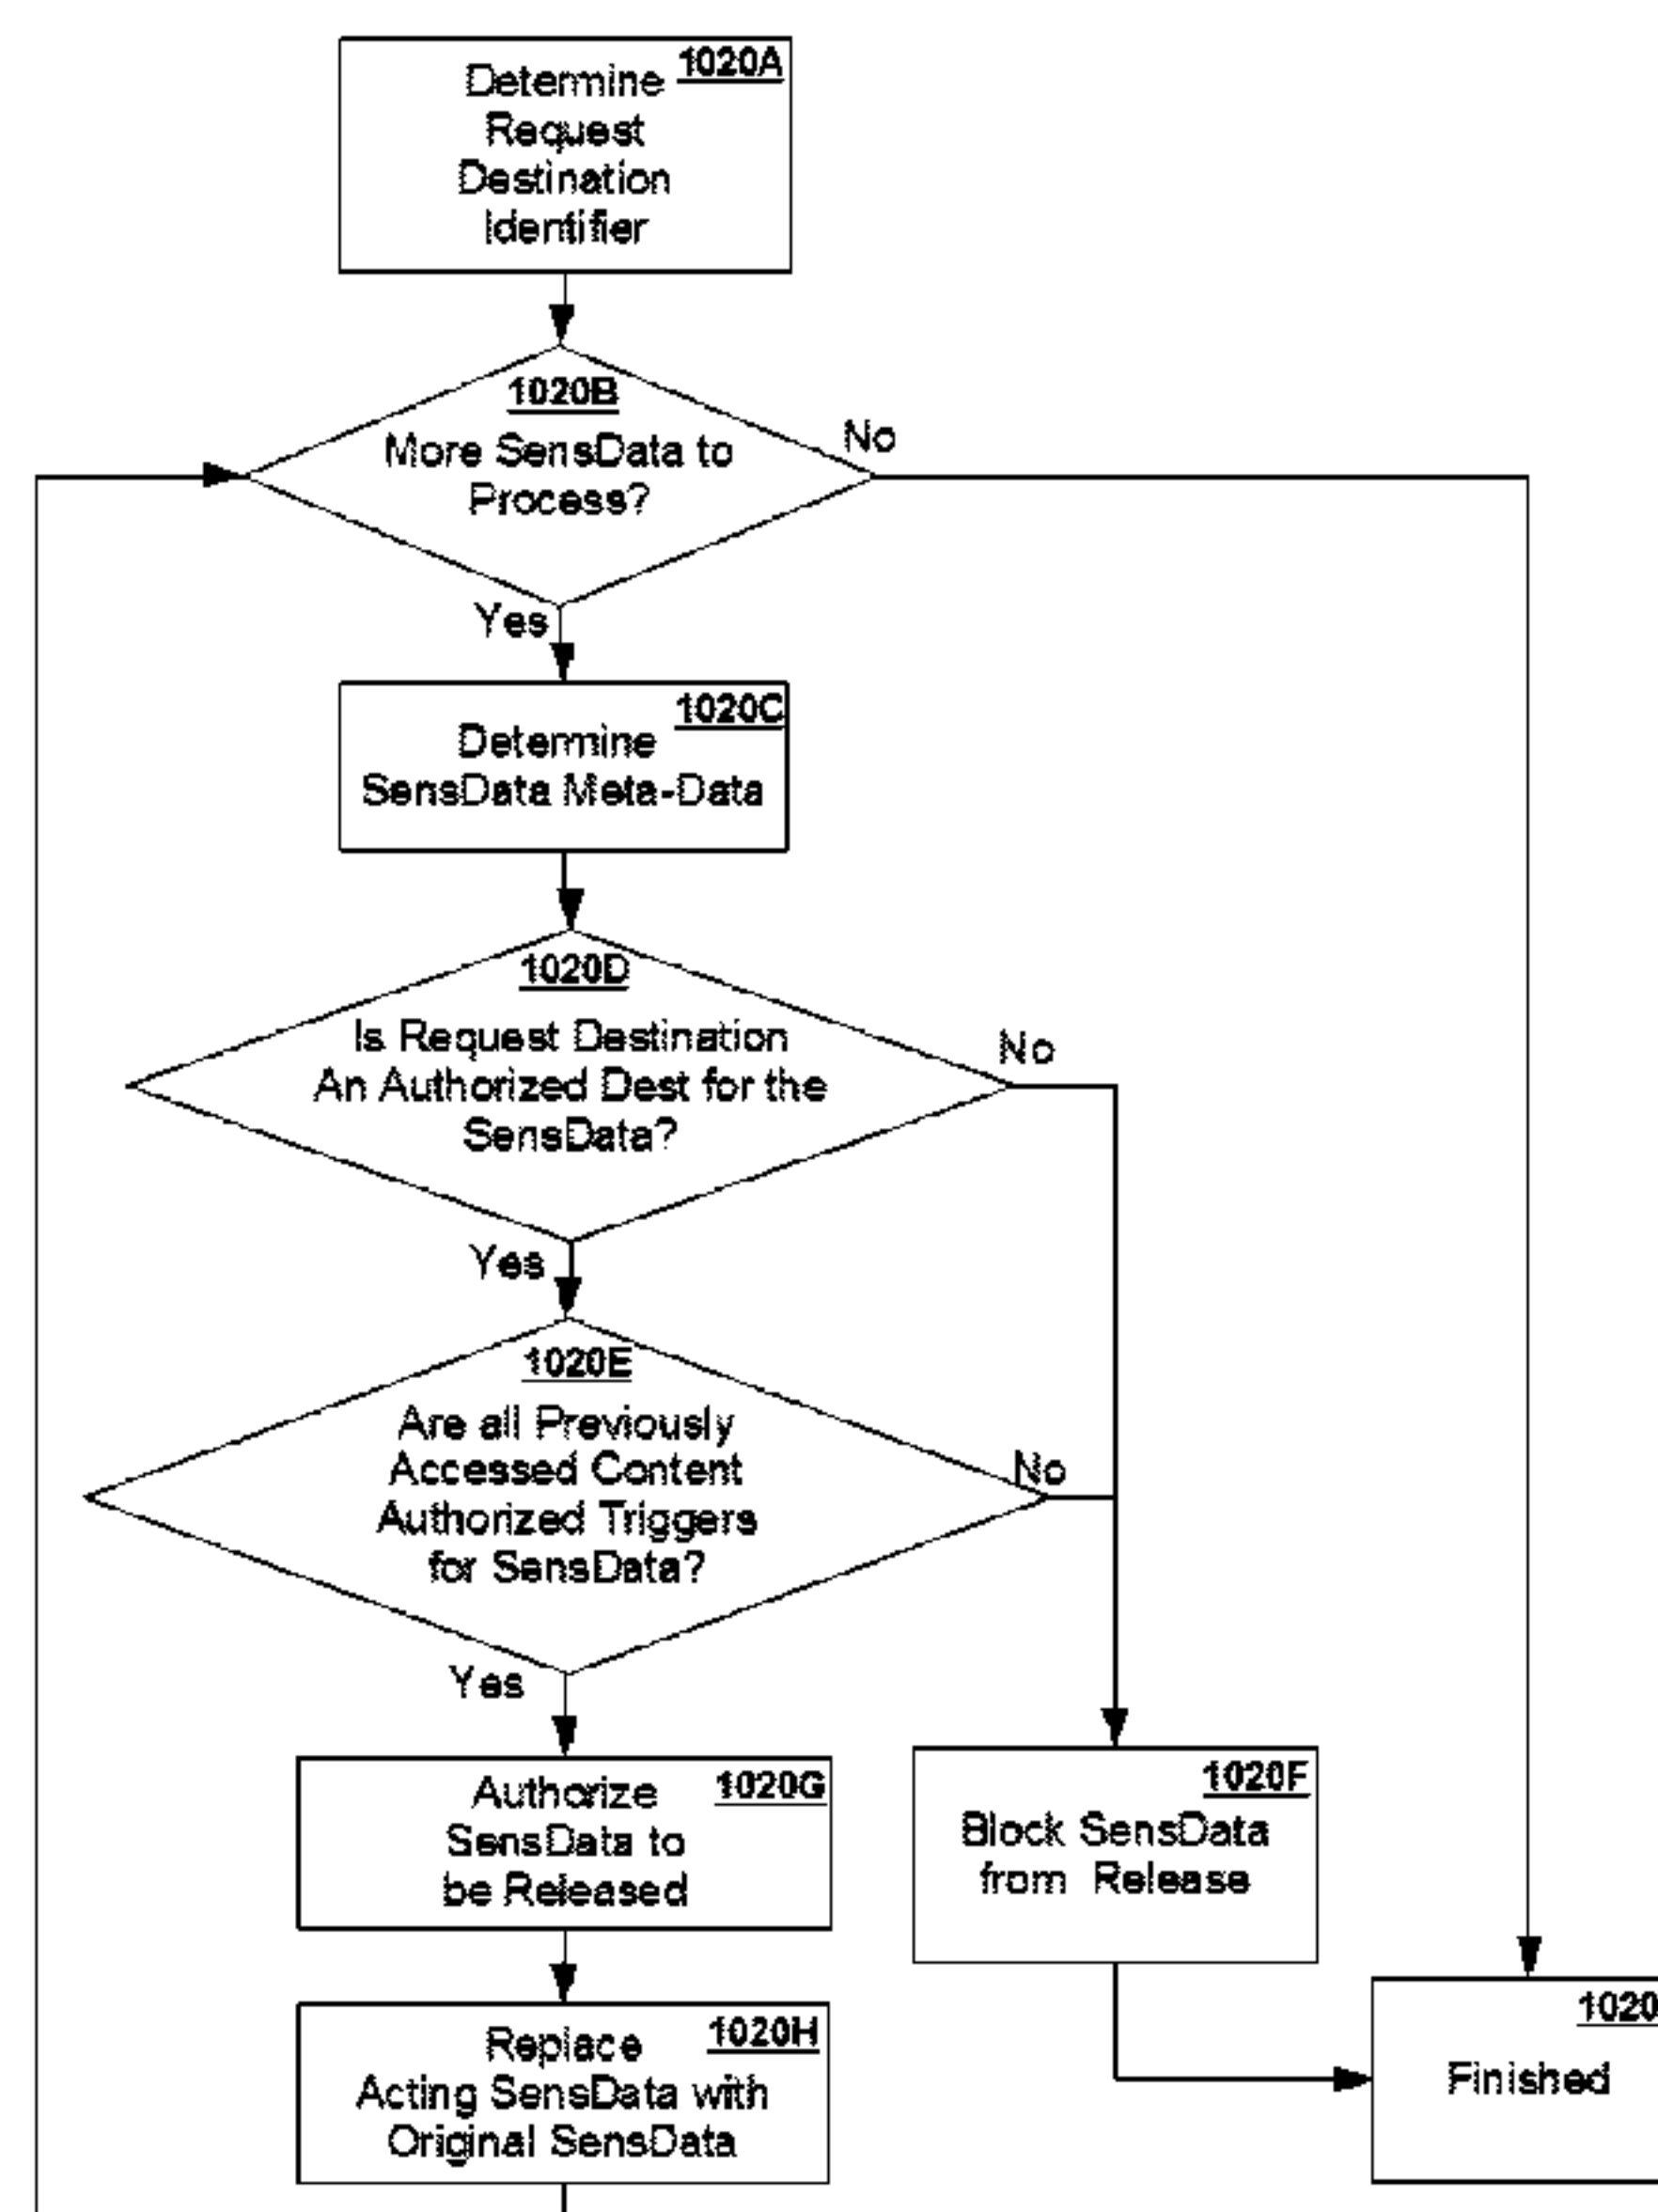 1020A
Determine
Request
Destination
Identifier
1020B
More SensData to
Process?
No
Yes
1020C
Determine
SensData Meta-Data
1020D
Is Request Destination
An Authorized Dest for the
SensData?
No
Yes
1020E
Are all Previously
Accessed Content
Authorized Triggers
for SensData?
No
Yes
1020G
Authorize
SensData to
be Released
1020F
Block SensData
from Release
1020H
Replace
Acting SensData with
Original SensData
1020
Finished